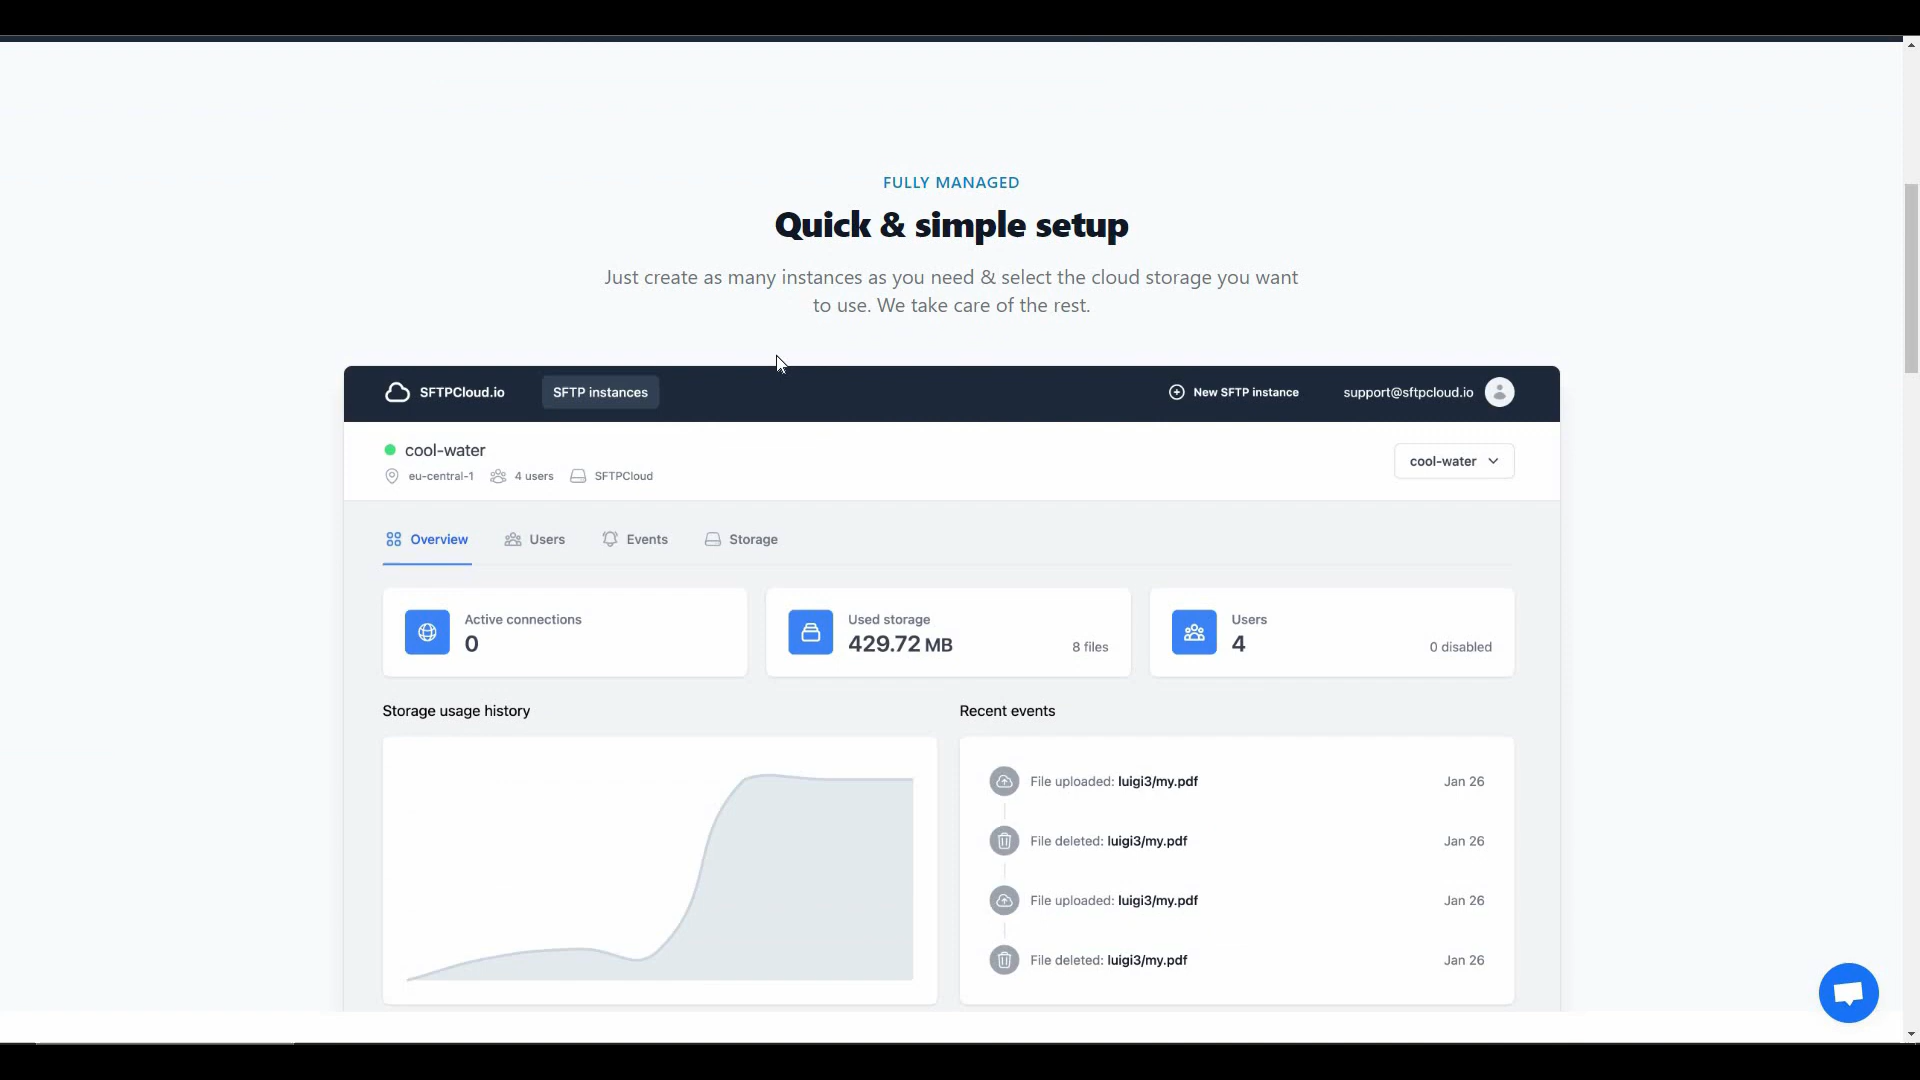 FULLY MANAGED
Quick & simple setup
Just create as many instances as you need & select the cloud storage you want
to use. We take care of the rest.
SFTPCloud.io
SFTP instances
New SFTP instance
support@sftpcloud.io
cool-water
eu-central-1
4 users
SFTPCloud
cool-water
Overview
Users
Events
Storage
Active connections
0
Used storage
429.72 MB
8 files
Users
4
0 disabled
Storage usage history
Recent events
File uploaded: luigi3/my.pdf
Jan 26
File deleted: luigi3/my.pdf
Jan 26
File uploaded: luigi3/my.pdf
Jan 26
File deleted: luigi3/my.pdf
Jan 26